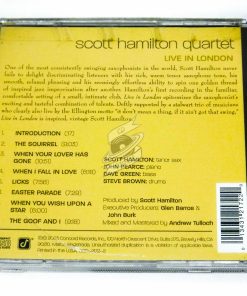 scott hamilton quartet
LIVE IN LONDON
One of the most consistently swinging saxophonists in the world, Scott Hamilton never
fails to delight discriminating listeners with his rich, warm tenor saxophone tone, his
smooth, relaxed phrasing and his seemingly effortless ability to spin one golden thread
of inspired jazz improvisation after another. Hamilton's first recording in the familiar
comfortable setting of a small, intimate club, Live in London captures the saxophonist's
exciting and tasteful combination of talents. Deftly supported by a stalwart trio of musicians
who clearly also live by the Ellington motto "it don't mean a thing, if it ain't got that swing,"
Live in London is inspired, vintage Scott Hamilton.
1. INTRODUCTION
2. THE SQUIRREL
3. WHEN YOUR LOVER HAS
GONE
4. WHEN I FALL IN LOVE
5. LICKS
6. EASTER PARADE
7. WHEN YOU WISH UPON A
STAR
8. THE GOOF AND I
SCOTT HAMILTON: tenor sax
JOHN PEARCE: piano
DAVE GREEN: bass
STEVE BROWN: drums
Produced by Scott Hamilton
Executive Producers: Glen Barros &
John Burk
Mixed and Mastered by Andrew Tulloch